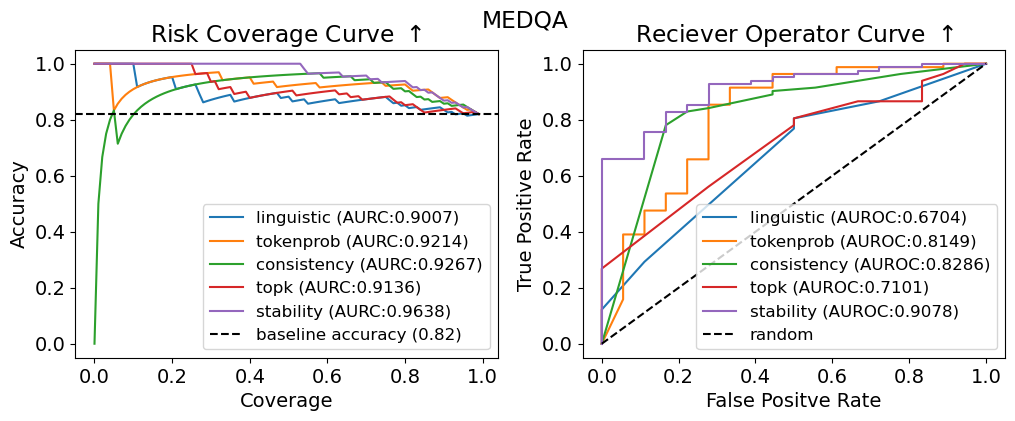 MEDQA
Risk Coverage Curve ↑
Accuracy
1.0
0.8
0.6
0.4
0.2
0.0
linguistic (AURC:0.9007)
tokenprob (AURC:0.9214)
consistency (AURC:0.9267)
topk (AURC:0.9136)
stability (AURC:0.9638)
baseline accuracy (0.82)
0.0 0.2 0.4 0.6 0.8 1.0
Coverage
Reciever Operator Curve ↑
True Positive Rate
1.0
0.8
0.6
0.4
0.2
0.0
linguistic (AUROC:0.6704)
tokenprob (AUROC:0.8149)
consistency (AUROC:0.8286)
topk (AUROC:0.7101)
stability (AUROC:0.9078)
random
0.0 0.2 0.4 0.6 0.8 1.0
False Positve Rate